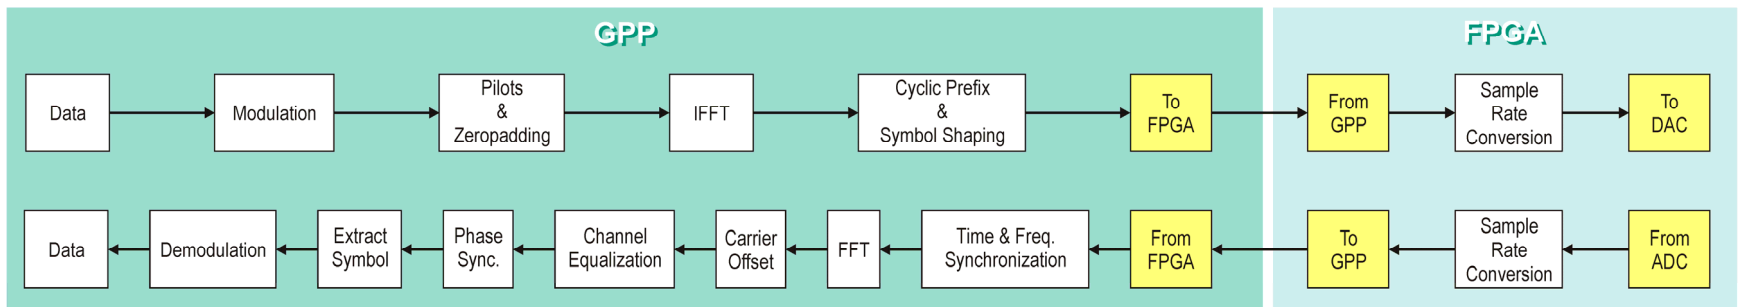 GPP
FPGA
Data
Modulation
Pilots
&
Zeropadding
IFFT
Cyclic Prefix
&
Symbol Shaping
To
FPGA
From
GPP
Sample
Rate
Conversion
To
DAC
Data
Demodulation
Extract
Symbol
Phase
Sync.
Channel
Equalization
Carrier
Offset
FFT
Time & Freq.
Synchronization
From
FPGA
To
GPP
Sample
Rate
Conversion
From
ADC